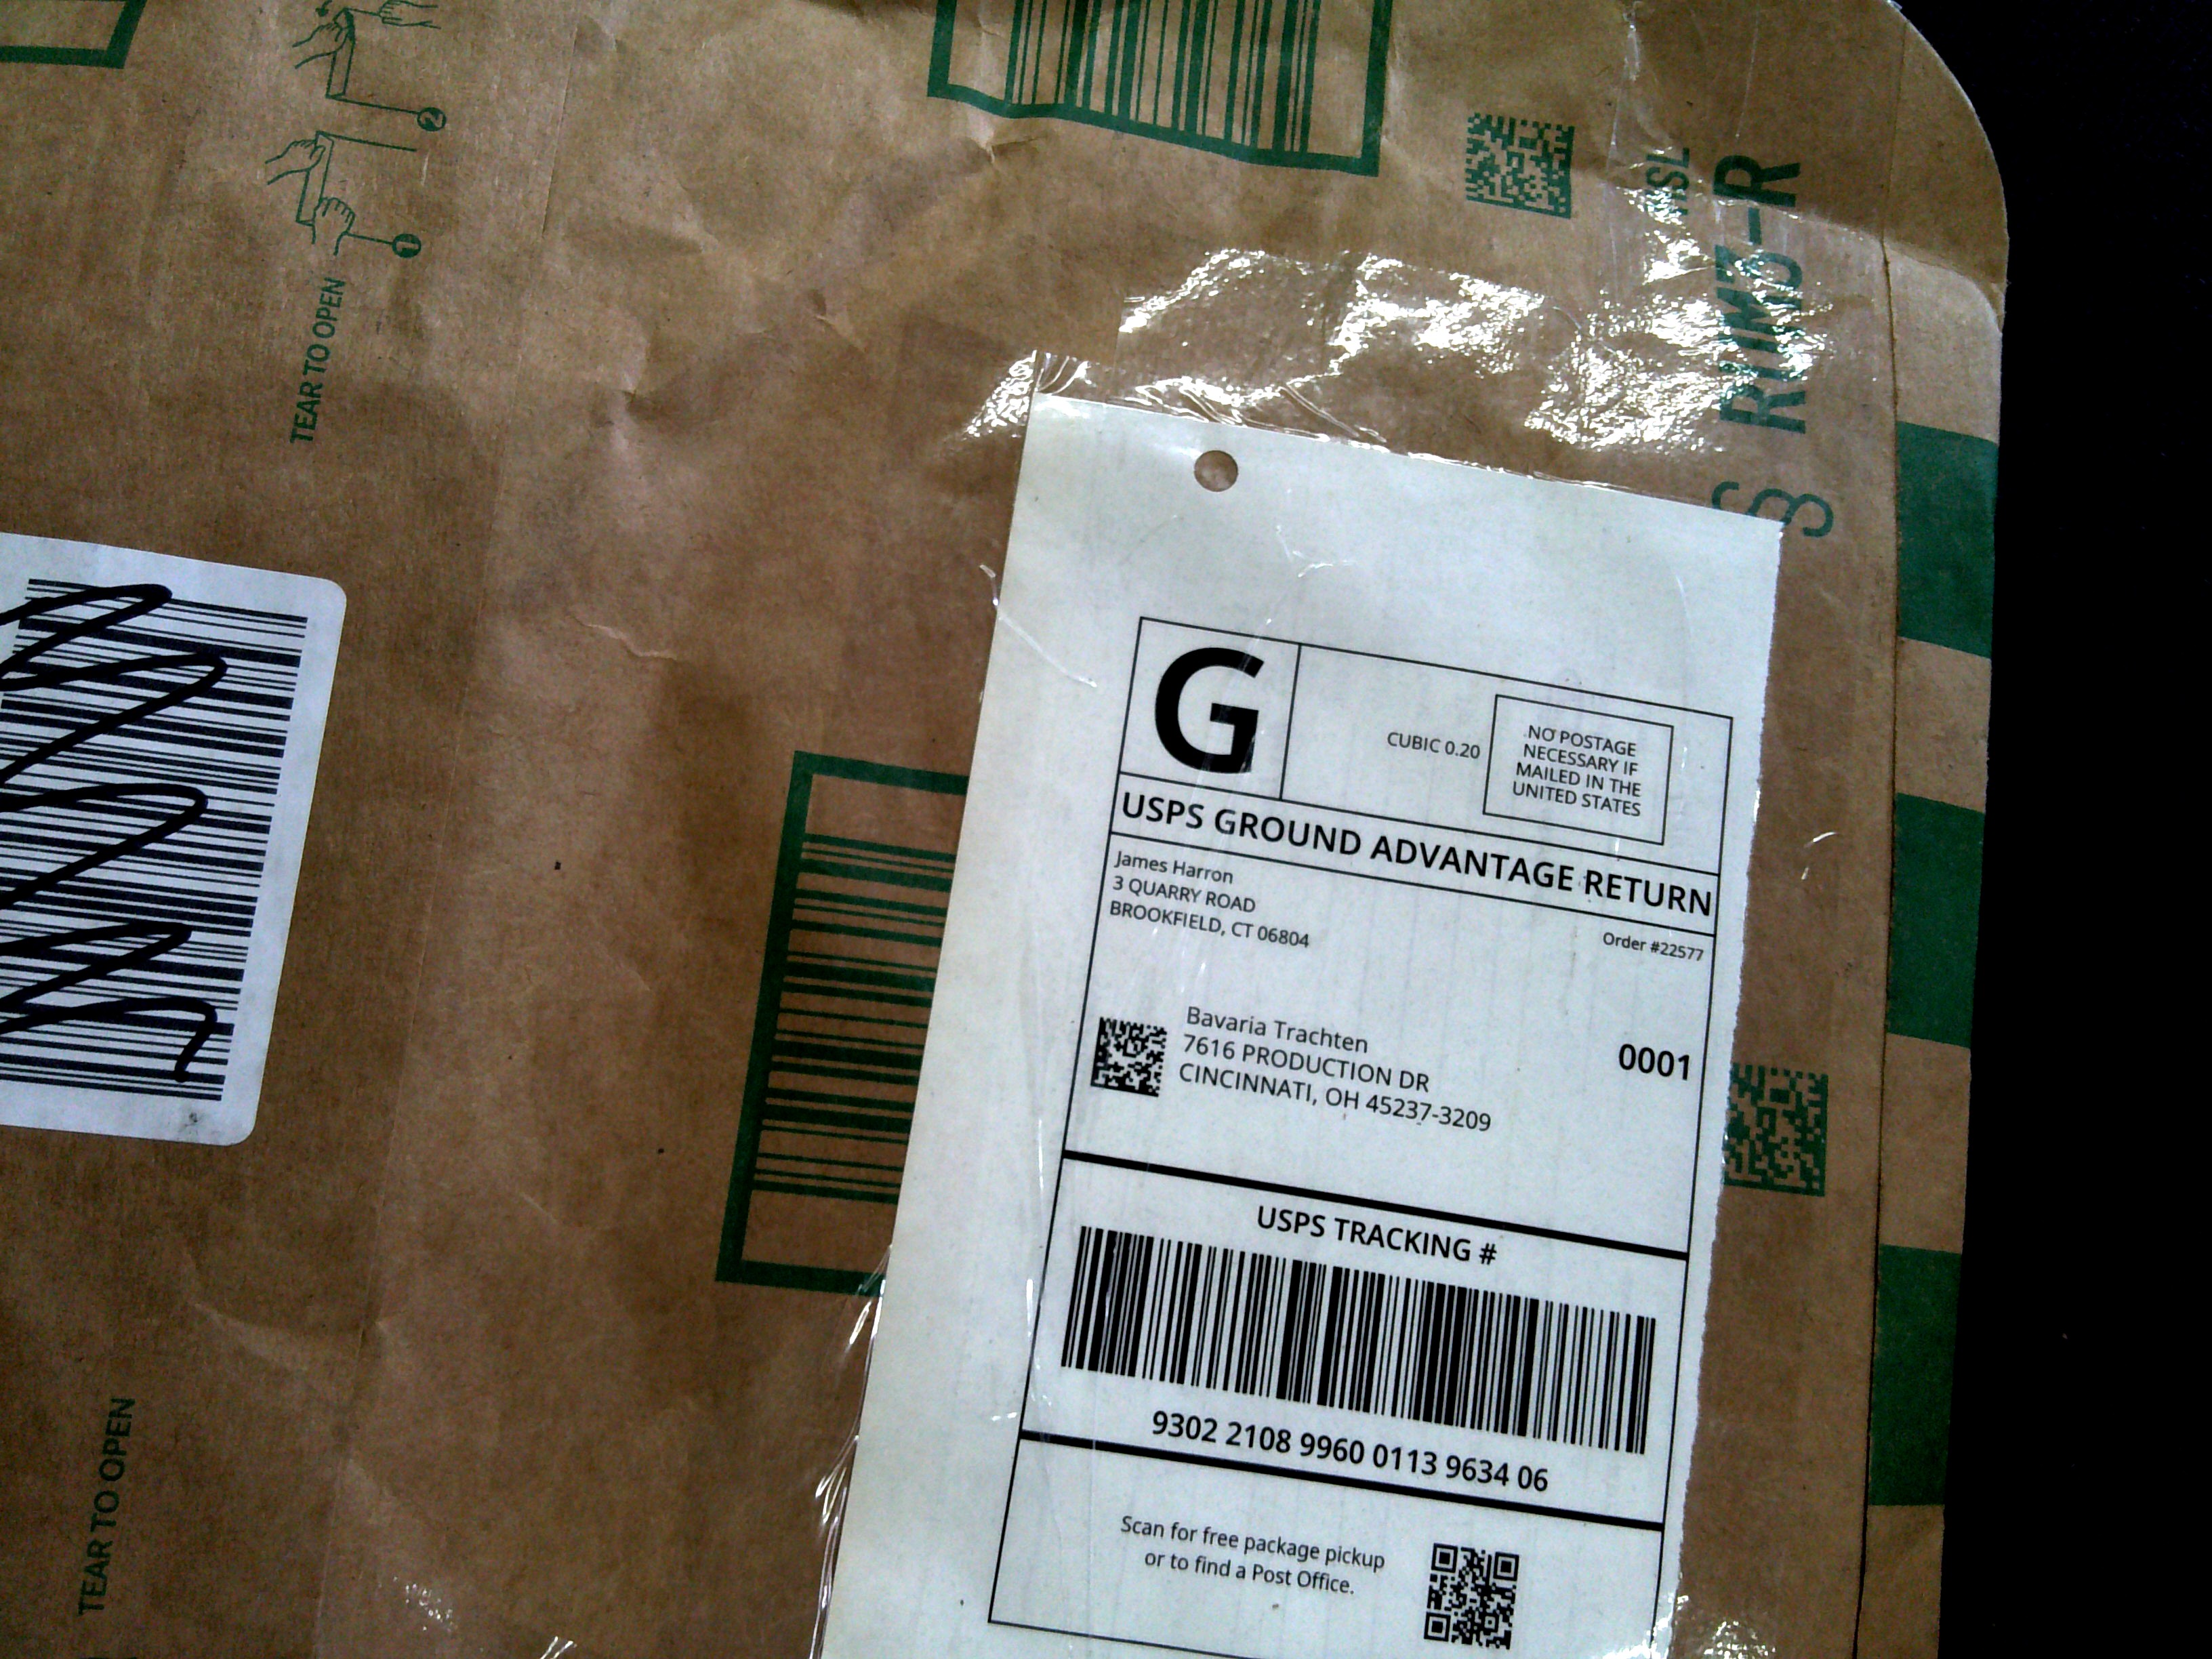 2
1
TEAR TO OPEN
G
CUBIC 0.20
NO POSTAGE
NECESSARY IF
MAILED IN THE
UNITED STATES
USPS GROUND ADVANTAGE RETURN
James Harron
3 QUARRY ROAD
BROOKFIELD, CT 06804
Order #22577
Bavaria Trachten
7616 PRODUCTION DR
CINCINNATI, OH 45237-3209
0001
USPS TRACKING #
9302 2108 9960 0113 9634 06
Scan for free package pickup
or to find a Post Office.
TEAR TO OPEN